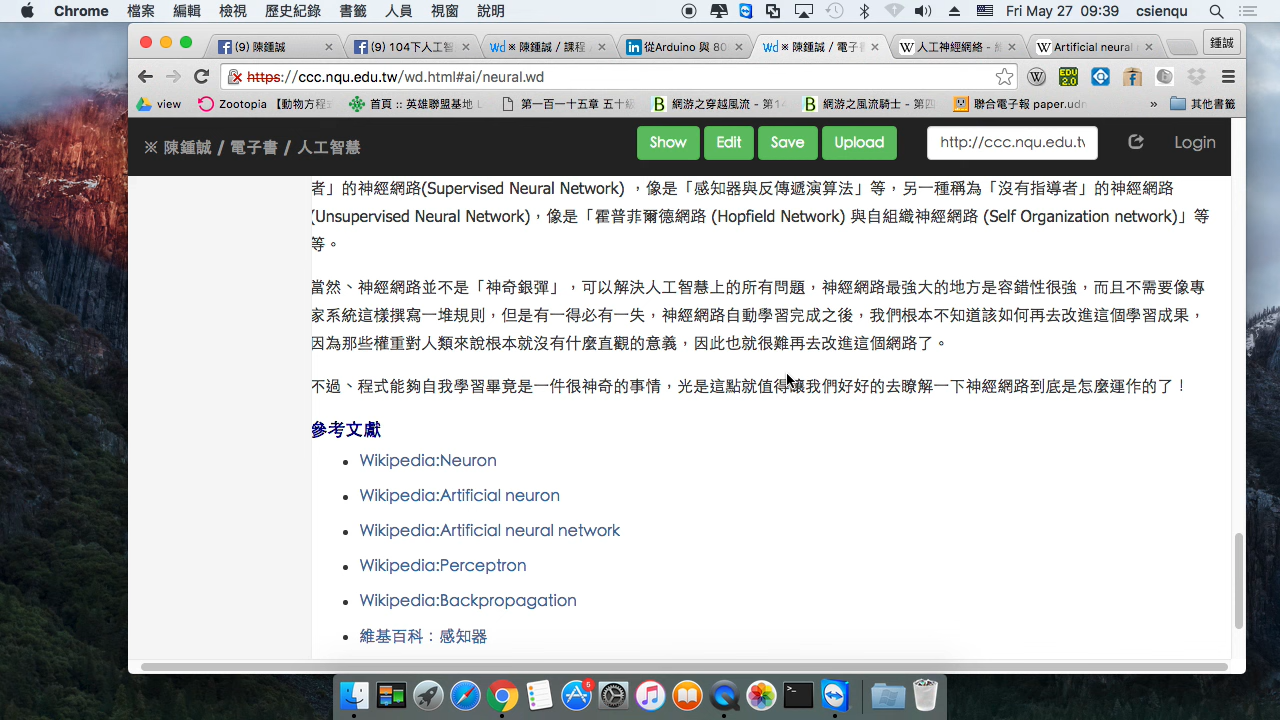 Chrome 檔案 編輯 檢視 歷史紀錄 書籤 人員 視窗 說明 Fri May 27 09:39 csienqu
(9) 陳鍾誠
(9) 104下人工智
wd ※ 陳鍾誠 / 課程
從Arduino 與 80
wd ※ 陳鍾誠 / 電子
人工神經網絡 -
Artificial neural
鍾誠
https://ccc.nqu.edu.tw/wd.html#ai/neural.wd
view
Zootopia 【動物方程
首頁 :: 英雄聯盟基地
第一百一十五章 五十
網游之穿越風流 - 第1
網游之風流騎士 - 第四
聯合電子報 paper.udn
» 其他書籤
※ 陳鍾誠 / 電子書 / 人工智慧 Show Edit Save Upload http://ccc.nqu.edu.tv Login
者」的神經網路(Supervised Neural Network) ，像是「感知器與反傳遞演算法」等，另一種稱為「沒有指導者」的神經網路
(Unsupervised Neural Network)，像是「霍普菲爾德網路 (Hopfield Network) 與自組織神經網路 (Self Organization network)」等
等。
當然、神經網路並不是「神奇銀彈」，可以解決人工智慧上的所有問題，神經網路最強大的地方是容錯性很強，而且不需要像專
家系統這樣撰寫一堆規則，但是有一得必有一失，神經網路自動學習完成之後，我們根本不知道該如何再去改進這個學習成果，
因為那些權重對人類來說根本就沒有什麼直觀的意義，因此也就很難再去改進這個網路了。
不過、程式能夠自我學習畢竟是一件很神奇的事情，光是這點就值得讓我們好好的去瞭解一下神經網路到底是怎麼運作的了！
參考文獻
• Wikipedia:Neuron
• Wikipedia:Artificial neuron
• Wikipedia:Artificial neural network
• Wikipedia:Perceptron
• Wikipedia:Backpropagation
• 維基百科：感知器
6